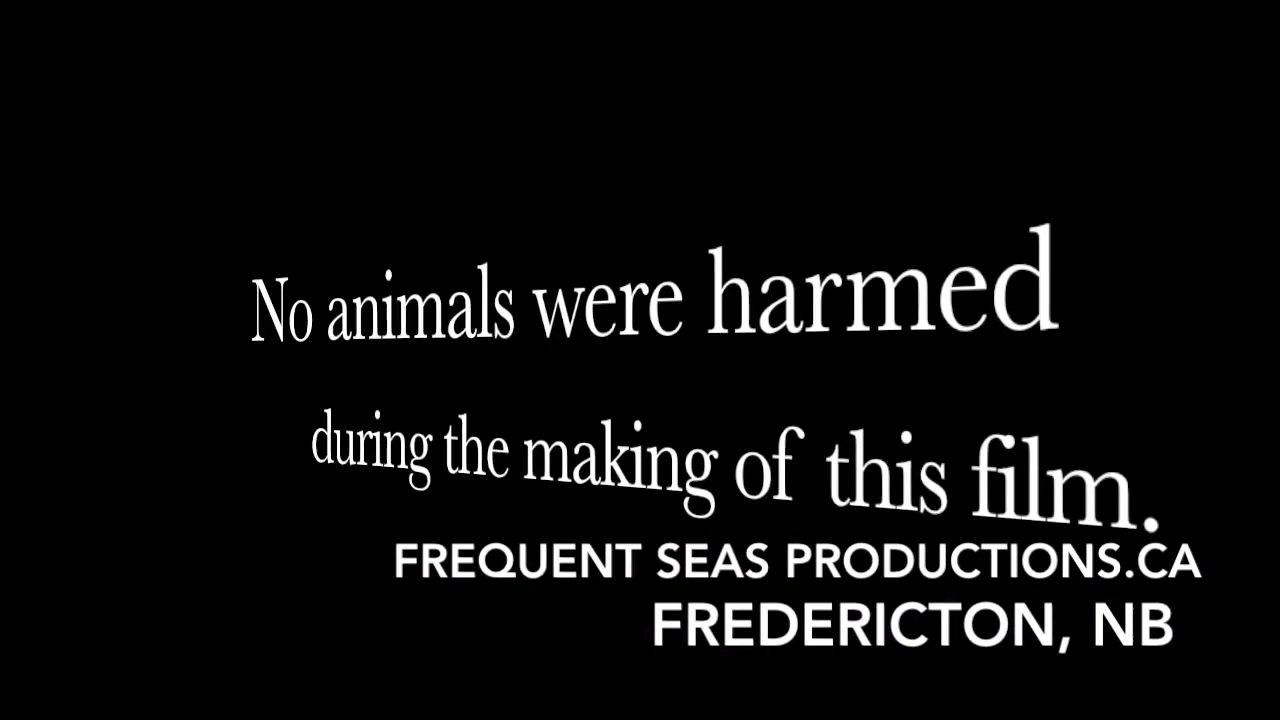 No animals were harmed
during the making of this film.
FREQUENT SEAS PRODUCTIONS.CA
FREDERICTON, NB